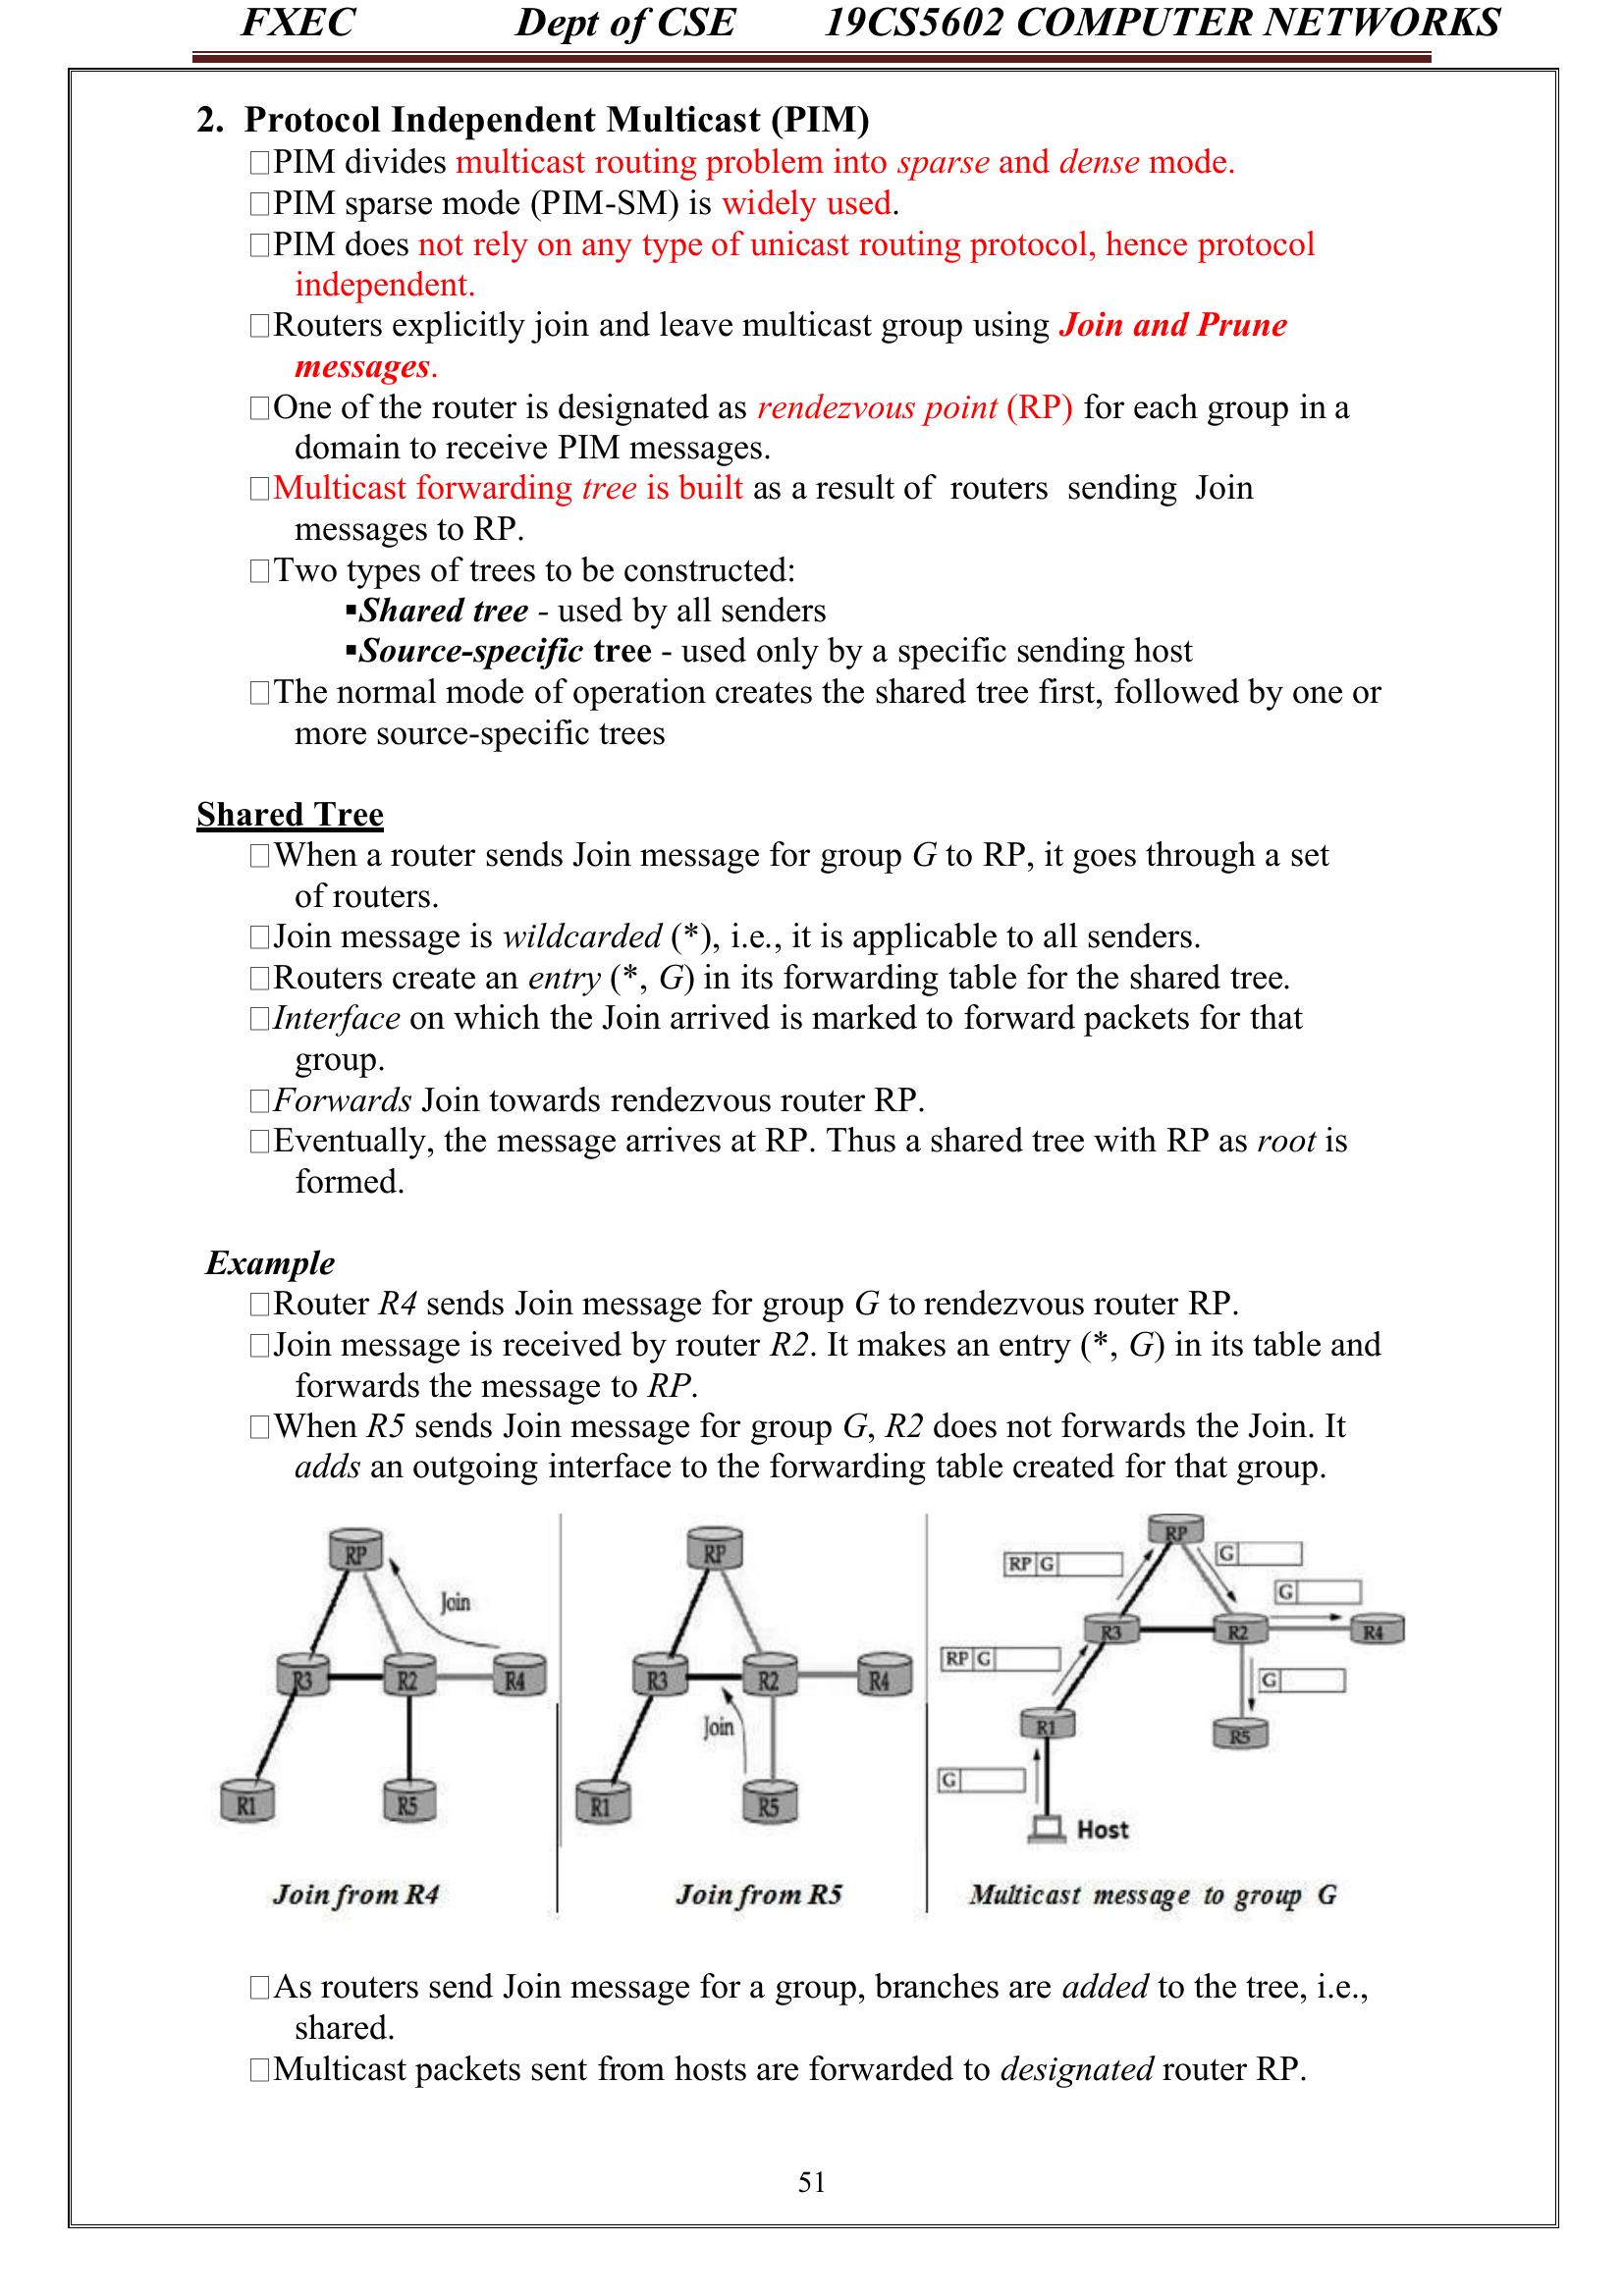 FXEC Dept of CSE 19CS5602 COMPUTER NETWORKS
2. Protocol Independent Multicast (PIM)
□PIM divides multicast routing problem into sparse and dense mode.
□PIM sparse mode (PIM-SM) is widely used.
□PIM does not rely on any type of unicast routing protocol, hence protocol
independent.
□Routers explicitly join and leave multicast group using Join and Prune
messages.
□One of the router is designated as rendezvous point (RP) for each group in a
domain to receive PIM messages.
□Multicast forwarding tree is built as a result of routers sending Join
messages to RP.
□Two types of trees to be constructed:
▪Shared tree - used by all senders
▪Source-specific tree - used only by a specific sending host
□The normal mode of operation creates the shared tree first, followed by one or
more source-specific trees
Shared Tree
□When a router sends Join message for group G to RP, it goes through a set
of routers.
□Join message is wildcarded (*), i.e., it is applicable to all senders.
□Routers create an entry (*, G) in its forwarding table for the shared tree.
□Interface on which the Join arrived is marked to forward packets for that
group.
□Forwards Join towards rendezvous router RP.
□Eventually, the message arrives at RP. Thus a shared tree with RP as root is
formed.
Example
□Router R4 sends Join message for group G to rendezvous router RP.
□Join message is received by router R2. It makes an entry (*, G) in its table and
forwards the message to RP.
□When R5 sends Join message for group G, R2 does not forwards the Join. It
adds an outgoing interface to the forwarding table created for that group.
RP
Join
R3 R2 R4
R1 R5
Join from R4
RP
R3 R2 R4
Join
R1 R5
Join from R5
RP
RP G
G
G
R3 R2 R4
RP G
G
R1 R5
G
Host
Multicast message to group G
□As routers send Join message for a group, branches are added to the tree, i.e.,
shared.
□Multicast packets sent from hosts are forwarded to designated router RP.
51